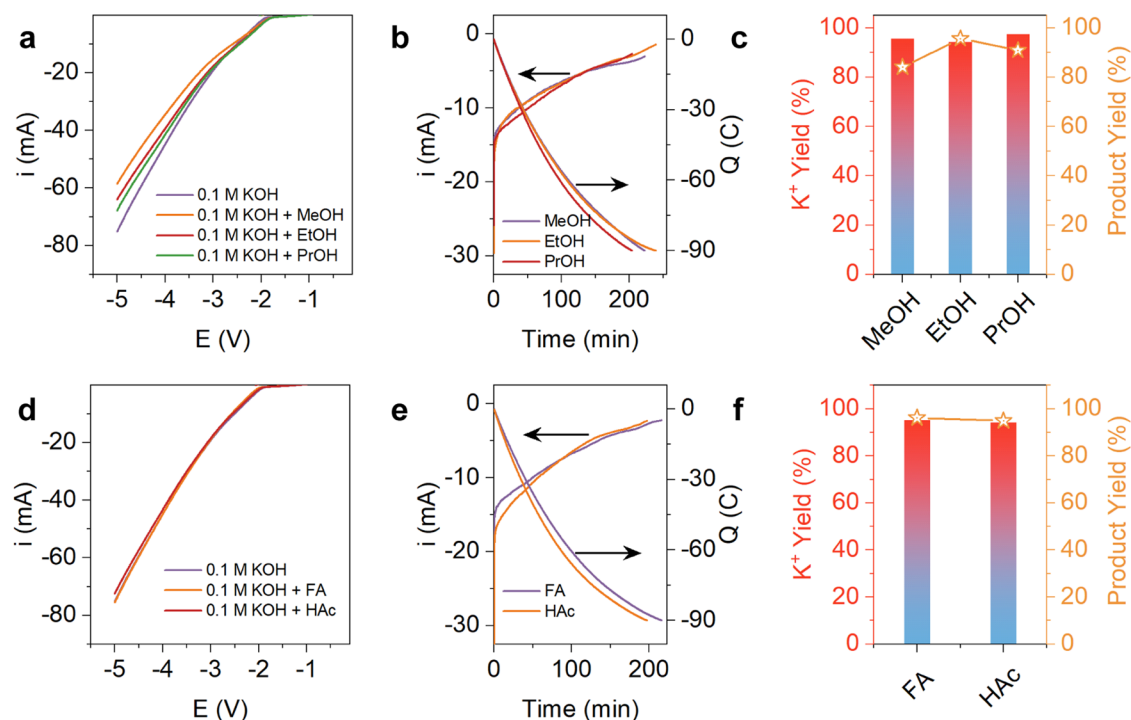 a
i (mA)
-20
-40
-60
-80
0.1 M KOH
0.1 M KOH + MeOH
0.1 M KOH + EtOH
0.1 M KOH + PrOH
-5 -4 -3 -2 -1
E (V)
b
i (mA)
0
-10
-20
-30
MeOH
EtOH
PrOH
0 100 200
Time (min)
0
-30
-60
-90
Q (C)
c
K⁺ Yield (%)
100
80
60
40
20
0
MeOH
EtOH
PrOH
100
80
60
40
20
0
Product Yield (%)
d
i (mA)
-20
-40
-60
-80
0.1 M KOH
0.1 M KOH + FA
0.1 M KOH + HAc
-5 -4 -3 -2 -1
E (V)
e
i (mA)
0
-10
-20
-30
FA
HAc
0 100 200
Time (min)
0
-30
-60
-90
Q (C)
f
K⁺ Yield (%)
100
80
60
40
20
0
FA
HAc
100
80
60
40
20
0
Product Yield (%)